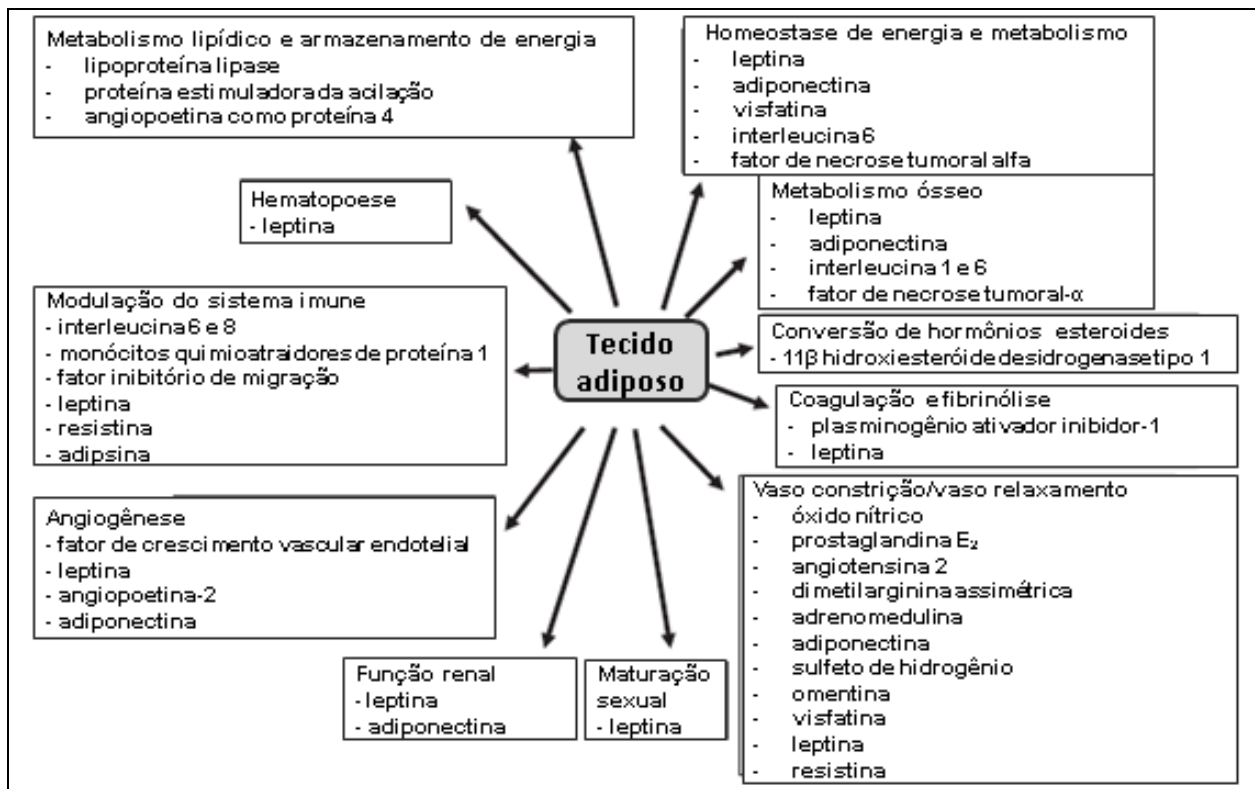 Metabolismo lipídico e armazenamento de energia
- lipoproteína lipase
- proteína estimuladora da acilação
- angiopoetina como proteína 4
Homeostase de energia e metabolismo
- leptina
- adiponectina
- visfatina
- interleucina 6
- fator de necrose tumoral alfa
Hematopoese
- leptina
Metabolismo ósseo
- leptina
- adiponectina
- interleucina 1 e 6
- fator de necrose tumoral-α
Modulação do sistema imune
- interleucina 6 e 8
- monócitos quimioatraidores de proteína 1
- fator inibitório de migração
- leptina
- resistina
- adipsina
Tecido
adiposo
Conversão de hormônios esteroides
- 11β hidroxiesteróide desidrogenase tipo 1
Coagulação e fibrinólise
- plasminogênio ativador inibidor-1
- leptina
Angiogênese
- fator de crescimento vascular endotelial
- leptina
- angiopoetina-2
- adiponectina
Vaso constrição/vaso relaxamento
- óxido nítrico
- prostaglandina E₂
- angiotensina 2
- dimetilarginina assimétrica
- adrenomedulina
- adiponectina
- sulfeto de hidrogênio
- omentina
- visfatina
- leptina
- resistina
Função renal
- leptina
- adiponectina
Maturação
sexual
- leptina